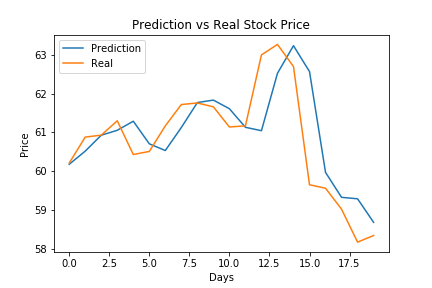 Prediction vs Real Stock Price
Prediction
Real
Price
63
62
61
60
59
58
0.0 2.5 5.0 7.5 10.0 12.5 15.0 17.5
Days